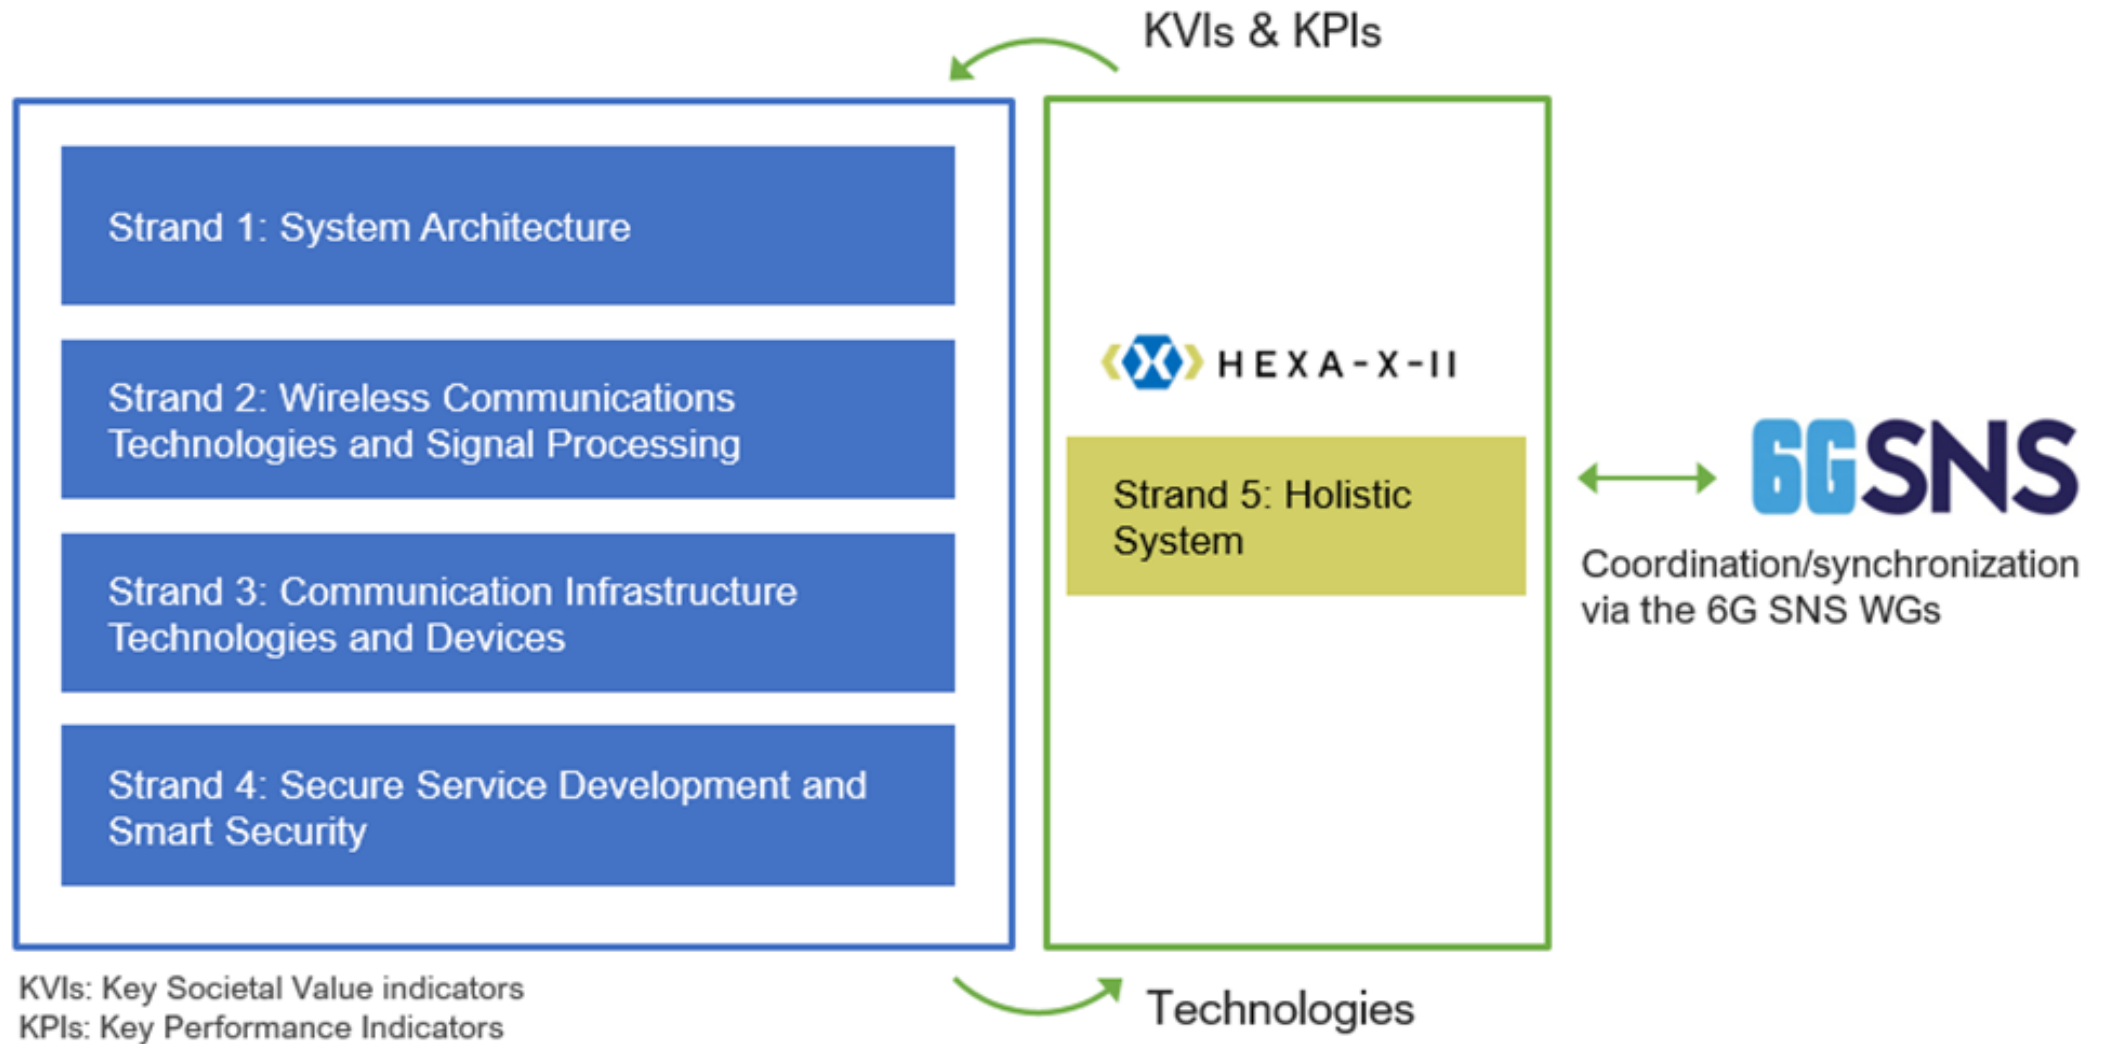 KVIs & KPIs
Strand 1: System Architecture
Strand 2: Wireless Communications
Technologies and Signal Processing
Strand 3: Communication Infrastructure
Technologies and Devices
Strand 4: Secure Service Development and
Smart Security
HEXA-X-II
Strand 5: Holistic
System
6GSNS
Coordination/synchronization
via the 6G SNS WGs
KVIs: Key Societal Value indicators
KPIs: Key Performance Indicators
Technologies